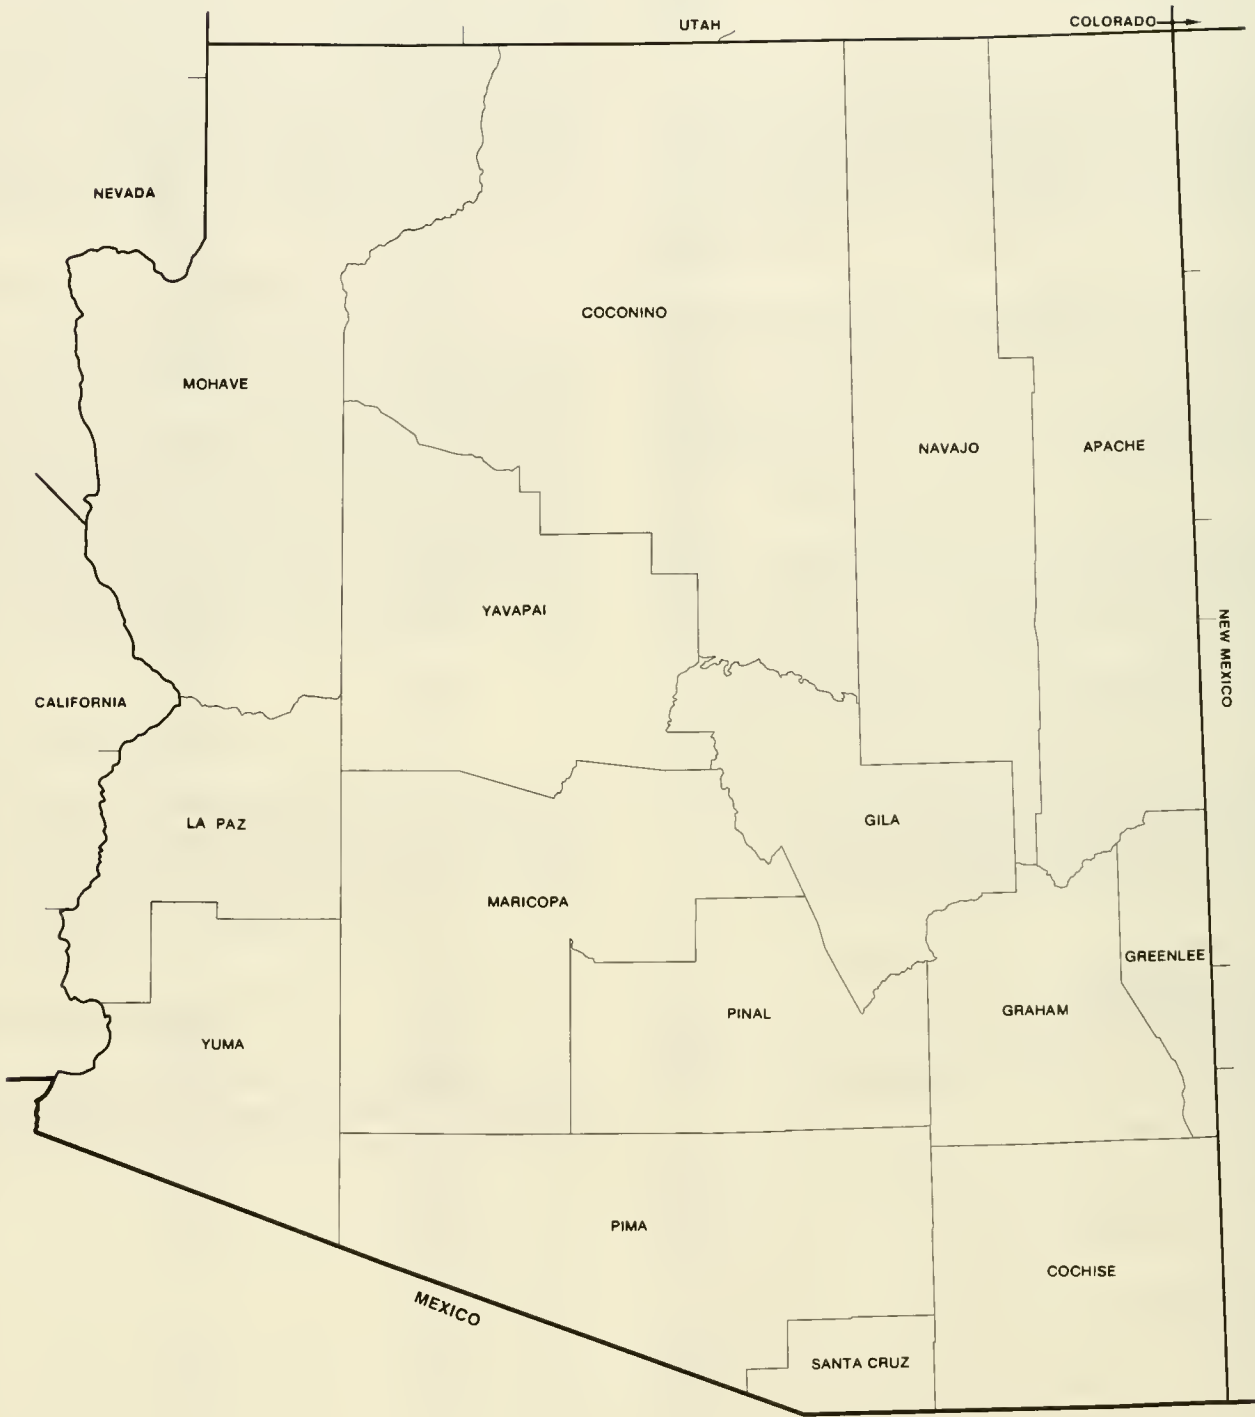 UTAH
COLORADO
NEVADA
COCONINO
MOHAVE
NAVAJO
APACHE
YAVAPAI
NEW MEXICO
CALIFORNIA
LA PAZ
GILA
MARICOPA
GREENLEE
PINAL
GRAHAM
YUMA
PIMA
COCHISE
MEXICO
SANTA CRUZ